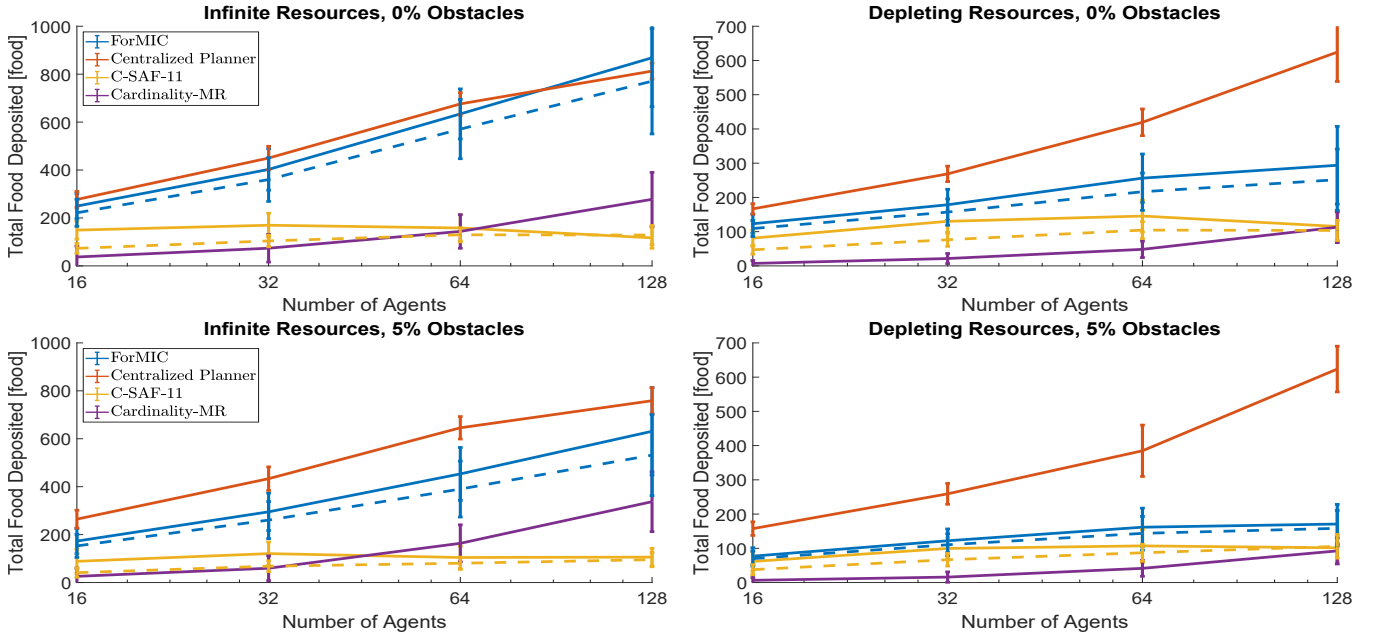 Infinite Resources, 0% Obstacles
Total Food Deposited [food]
1000
800
600
400
200
0
ForMIC
Centralized Planner
C-SAF-11
Cardinality-MR
16 32 64 128
Number of Agents
Depleting Resources, 0% Obstacles
Total Food Deposited [food]
700
600
500
400
300
200
100
0
16 32 64 128
Number of Agents
Infinite Resources, 5% Obstacles
Total Food Deposited [food]
1000
800
600
400
200
0
ForMIC
Centralized Planner
C-SAF-11
Cardinality-MR
16 32 64 128
Number of Agents
Depleting Resources, 5% Obstacles
Total Food Deposited [food]
700
600
500
400
300
200
100
0
16 32 64 128
Number of Agents